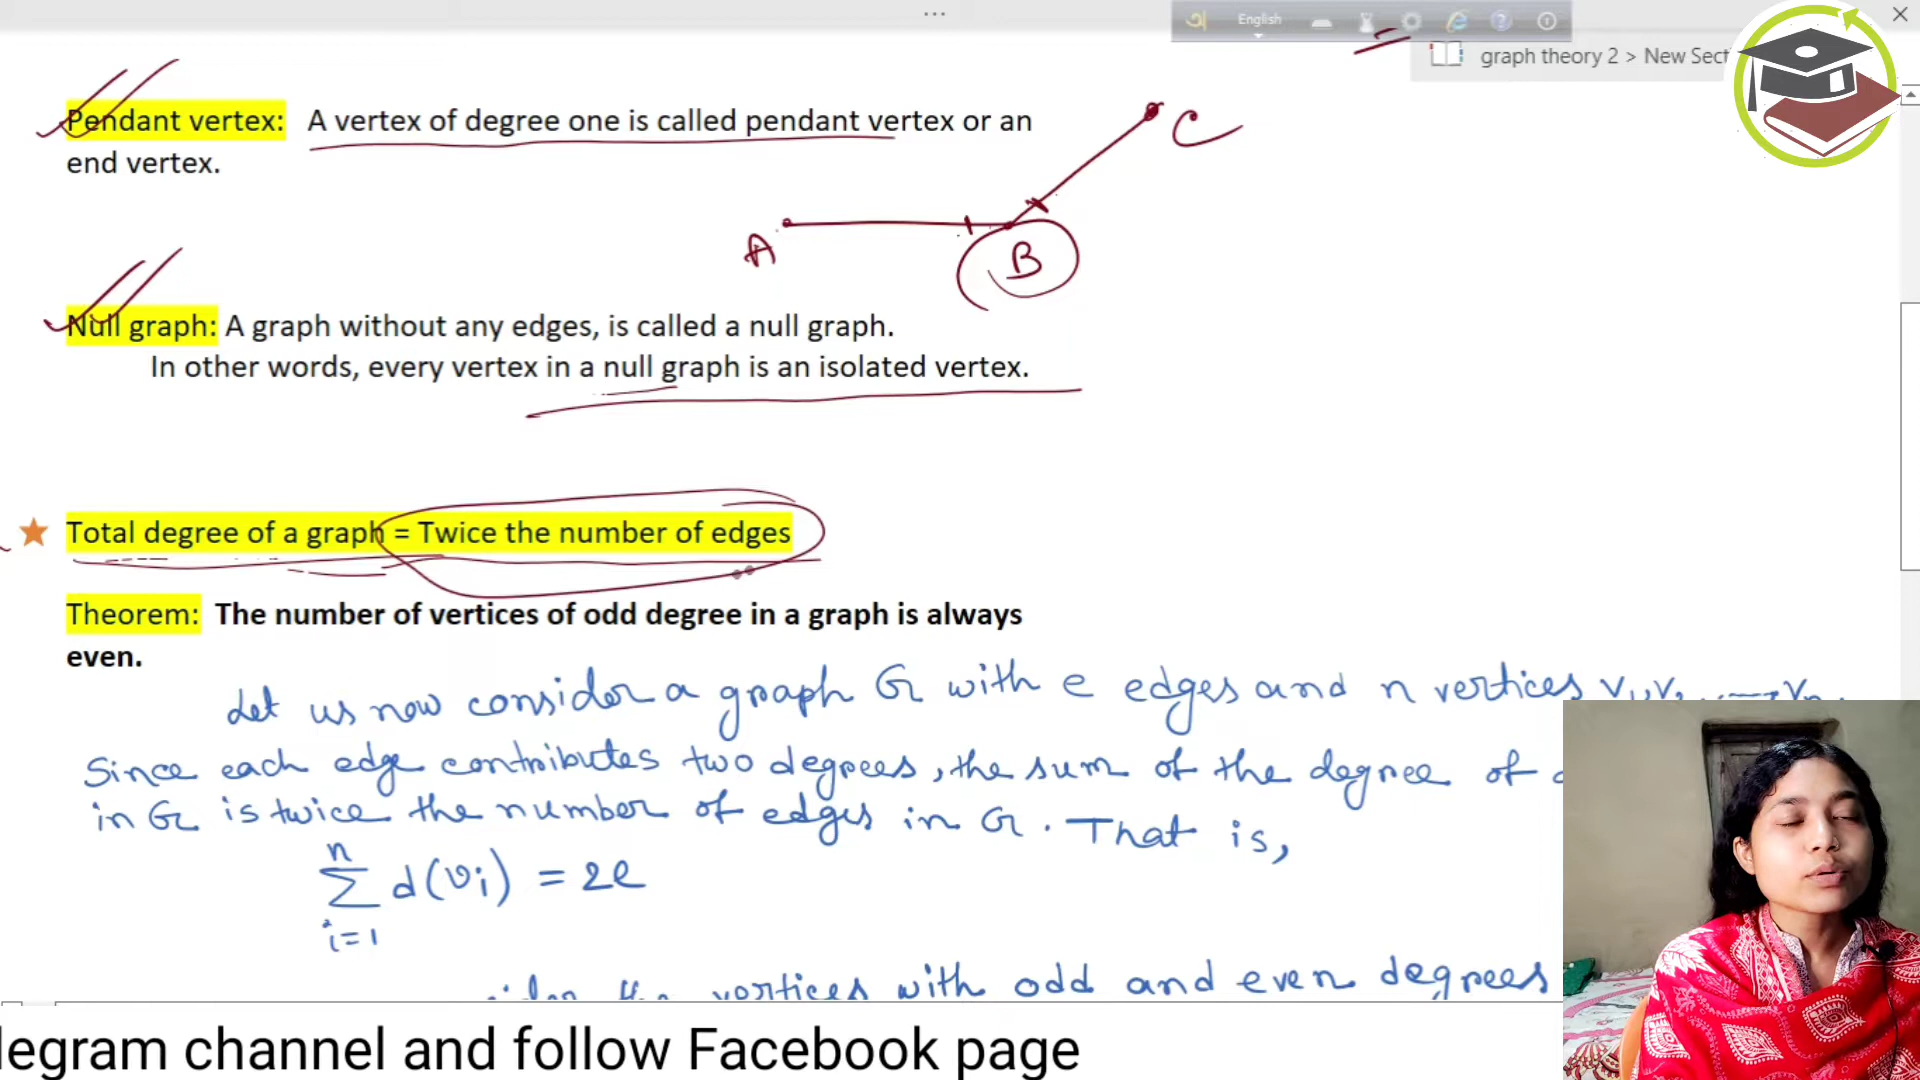 English
graph theory 2 > New Sect
Pendant vertex: A vertex of degree one is called pendant vertex or an
end vertex.
C
A
B
Null graph: A graph without any edges, is called a null graph.
In other words, every vertex in a null graph is an isolated vertex.
Total degree of a graph = Twice the number of edges
Theorem: The number of vertices of odd degree in a graph is always
even.
Let us now consider a graph G with e edges and n vertices
Since each edge contributes two degrees, the sum of the degree of
in G is twice the number of edges in G. That is,
n
∑ d(vi) = 2e
i=1
the vertices with odd and even degrees
legram channel and follow Facebook page